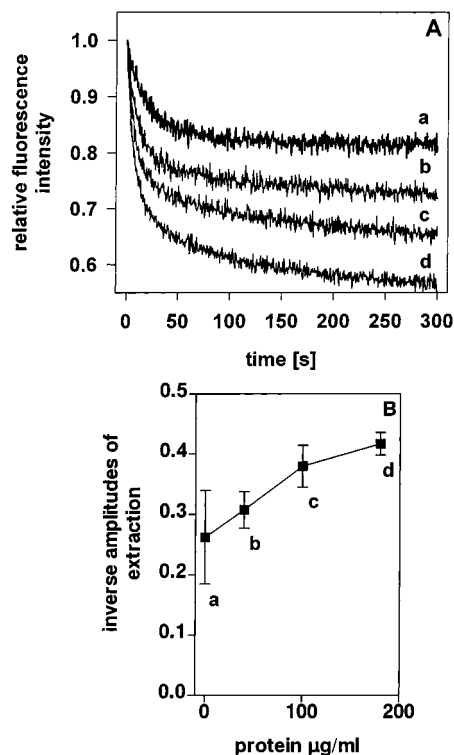 A
relative fluorescence
intensity
1.0
0.9
0.8
0.7
0.6
a
b
c
d
0 50 100 150 200 250 300
time [s]
B
inverse amplitudes of
extraction
0.5
0.4
0.3
0.2
0.1
0.0
a
b
c
d
0 100 200
protein µg/ml